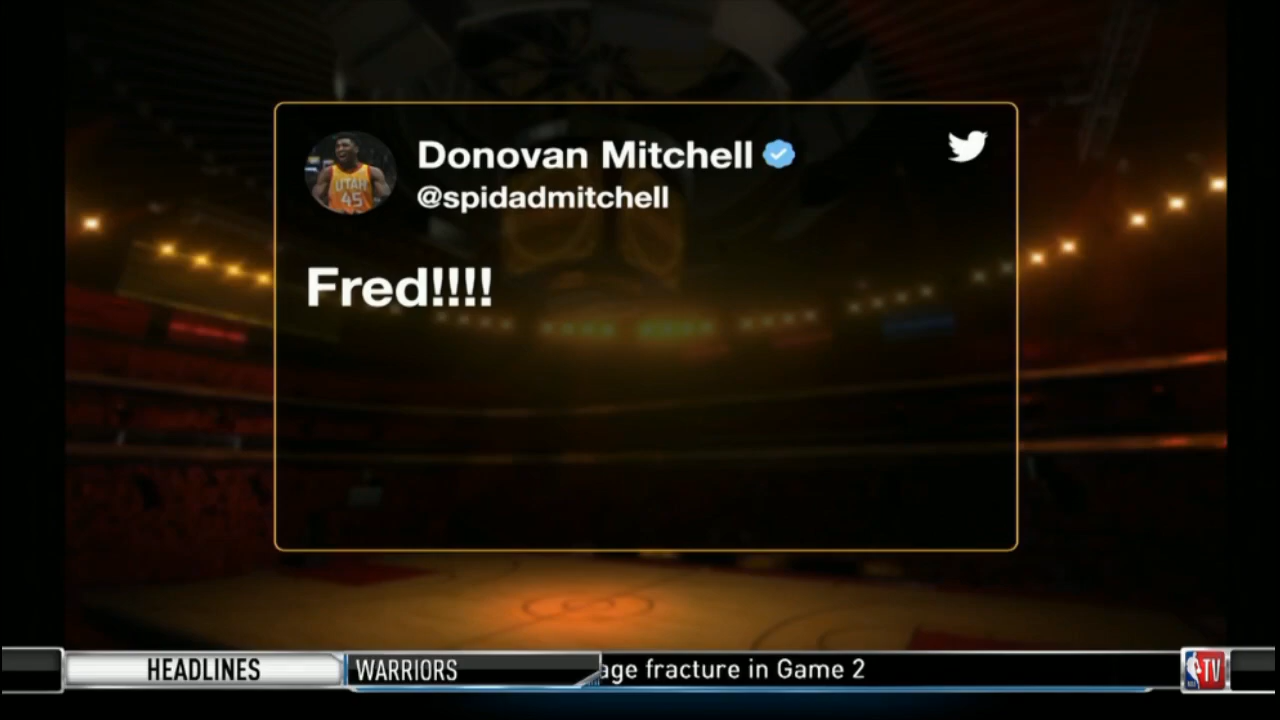 Donovan Mitchell
@spidadmitchell
UTAH
45
Fred!!!!
HEADLINES
WARRIORS
age fracture in Game 2
TV